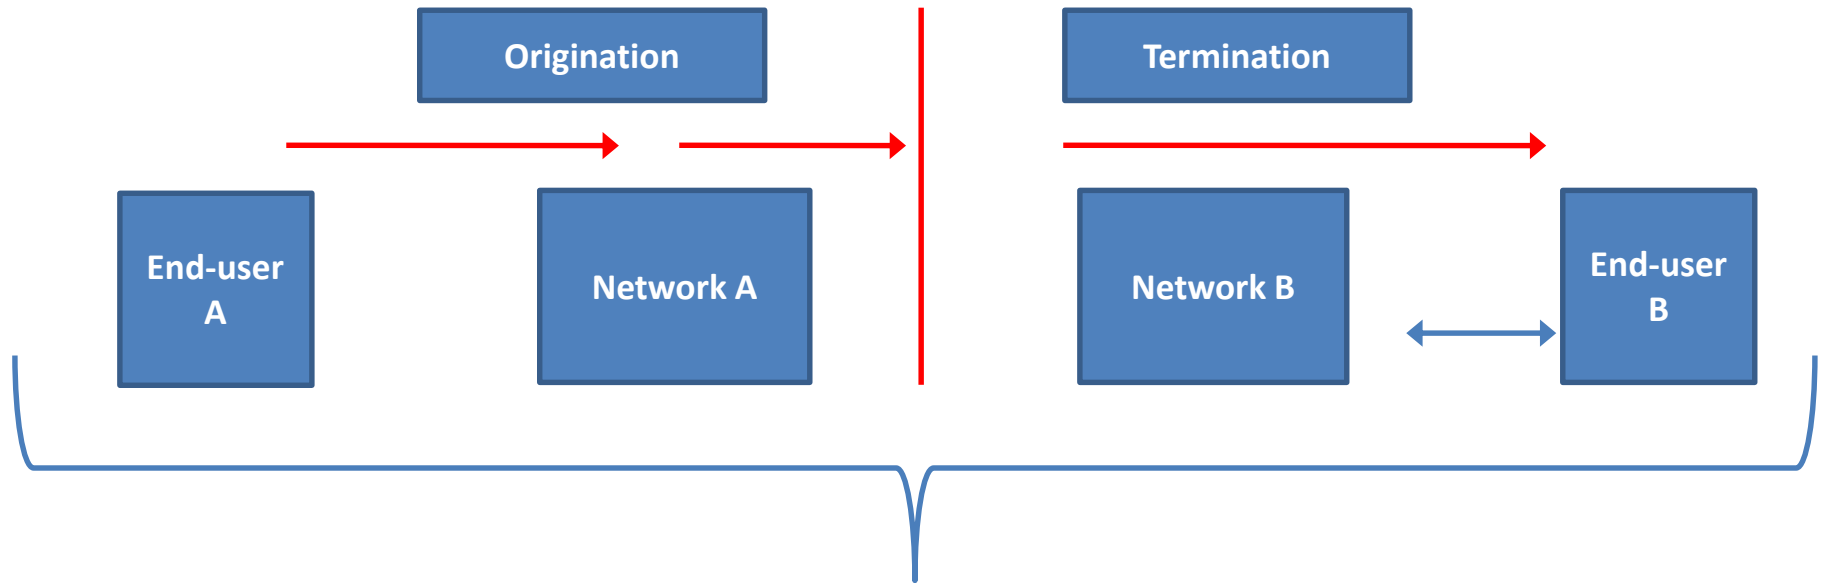 Origination
Termination
End-user
A
Network A
Network B
End-user
B